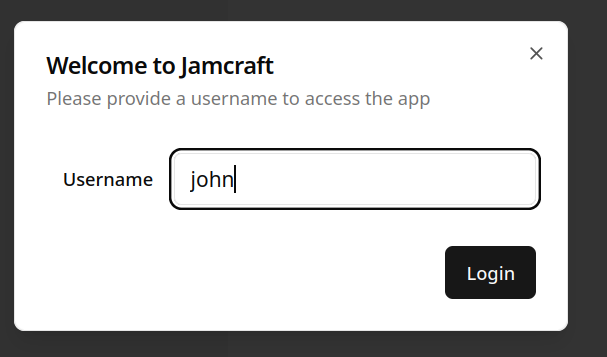 Welcome to Jamcraft
Please provide a username to access the app
Username john
Login